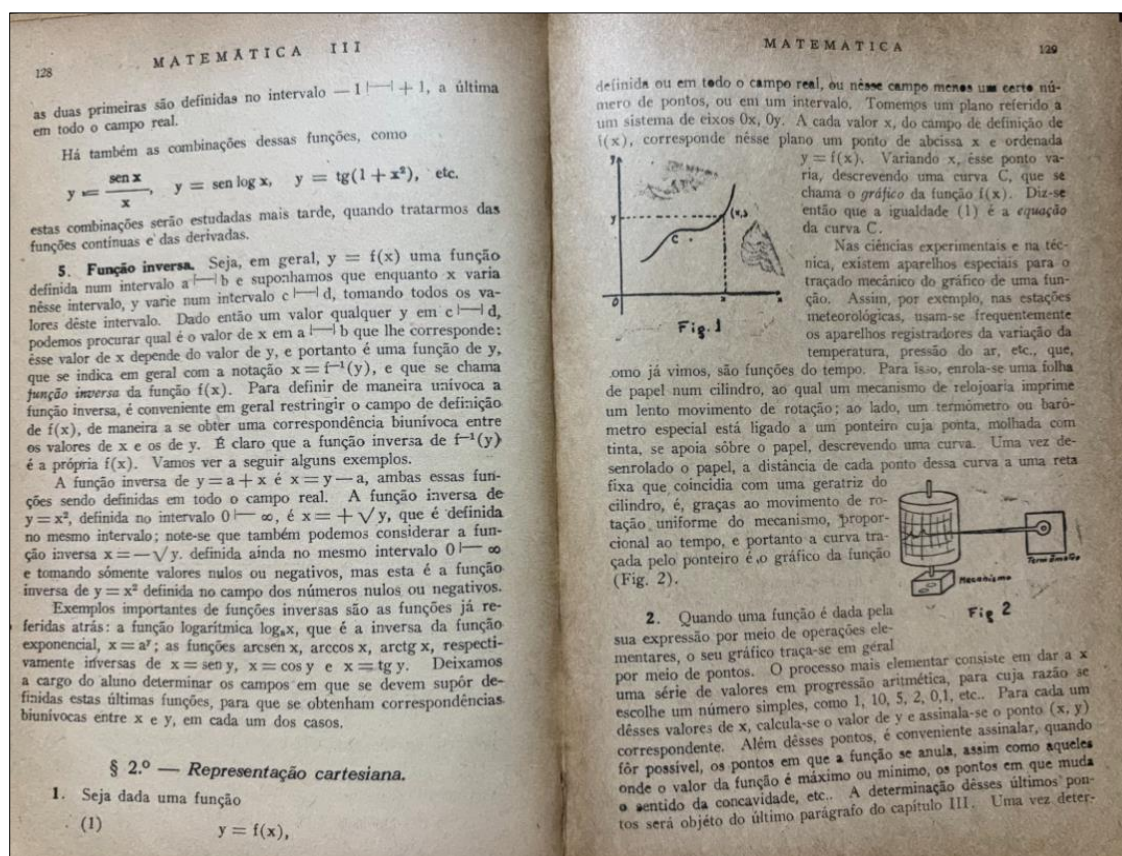 128 MATEMÁTICA III
as duas primeiras são definidas no intervalo — 1 ⊢⊣ + 1, a última
em todo o campo real.
Há também as combinações dessas funções, como
y = sen x / x, y = sen log x, y = tg(1 + x²), etc.
estas combinações serão estudadas mais tarde, quando tratarmos das
funções contínuas e das derivadas.
5. Função inversa. Seja, em geral, y = f(x) uma função
definida num intervalo a ⊢⊣ b e suponhamos que enquanto x varia
nêsse intervalo, y varie num intervalo c ⊢⊣ d, tomando todos os va-
lores dêste intervalo. Dado então um valor qualquer y em c ⊢⊣ d,
podemos procurar qual é o valor de x em a ⊢⊣ b que lhe corresponde:
êsse valor de x depende do valor de y, e portanto é uma função de y,
que se indica em geral com a notação x = f⁻¹(y), e que se chama
função inversa da função f(x). Para definir de maneira unívoca a
função inversa, é conveniente em geral restringir o campo de definição
de f(x), de maneira a se obter uma correspondência biunívoca entre
os valores de x e os de y. É claro que a função inversa de f⁻¹(y)
é a própria f(x). Vamos ver a seguir alguns exemplos.
A função inversa de y = a + x é x = y — a, ambas essas fun-
ções sendo definidas em todo o campo real. A função inversa de
y = x², definida no intervalo 0 ⊢ ∞, é x = + √y, que é definida
no mesmo intervalo; note-se que também podemos considerar a fun-
ção inversa x = — √y. definida ainda no mesmo intervalo 0 ⊢ ∞
e tomando sómente valores nulos ou negativos, mas esta é a função
inversa de y = x² definida no campo dos números nulos ou negativos.
Exemplos importantes de funções inversas são as funções já re-
feridas atrás: a função logarítmica logₐx, que é a inversa da função
exponencial, x = aʸ; as funções arcsen x, arccos x, arctg x, respecti-
vamente inversas de x = sen y, x = cos y e x = tg y. Deixamos
a cargo do aluno determinar os campos em que se devem supôr de-
finidas estas últimas funções, para que se obtenham correspondências
biunívocas entre x e y, em cada um dos casos.
§ 2.º — Representação cartesiana.
1. Seja dada uma função
(1) y = f(x),
MATEMATICA 129
definida ou em todo o campo real, ou nêsse campo menos um certo nú-
mero de pontos, ou em um intervalo. Tomemos um plano referido a
um sistema de eixos 0x, 0y. A cada valor x, do campo de definição de
f(x), corresponde nêsse plano um ponto de abcissa x e ordenada
y = f(x). Variando x, êsse ponto va-
ria, descrevendo uma curva C, que se
chama o gráfico da função f(x). Diz-se
então que a igualdade (1) é a equação
da curva C.
y
y
C
(x,
0
x
x
Fig. 1
Nas ciências experimentais e na téc-
nica, existem aparelhos especiais para o
traçado mecânico do gráfico de uma fun-
ção. Assim, por exemplo, nas estações
meteorológicas, usam-se frequentemente
os aparelhos registradores da variação da
temperatura, pressão do ar, etc., que,
omo já vimos, são funções do tempo. Para isso, enrola-se uma folha
de papel num cilindro, ao qual um mecanismo de relojoaria imprime
um lento movimento de rotação; ao lado, um termômetro ou barô-
metro especial está ligado a um ponteiro cuja ponta, molhada com
tinta, se apoia sôbre o papel, descrevendo uma curva. Uma vez de-
senrolado o papel, a distância de cada ponto dessa curva a uma reta
fixa que coincidia com uma geratriz do
cilindro, é, graças ao movimento de ro-
tação uniforme do mecanismo, propor-
cional ao tempo, e portanto a curva tra-
çada pelo ponteiro é o gráfico da função
(Fig. 2).
Mecanismo
Fig 2
2. Quando uma função é dada pela
sua expressão por meio de operações ele-
mentares, o seu gráfico traça-se em geral
por meio de pontos. O processo mais elementar consiste em dar a x
uma série de valores em progressão aritmética, para cuja razão se
escolhe um número simples, como 1, 10, 5, 2, 0,1, etc.. Para cada um
dêsses valores de x, calcula-se o valor de y e assinala-se o ponto (x, y)
correspondente. Além dêsses pontos, é conveniente assinalar, quando
fôr possível, os pontos em que a função se anula, assim como aqueles
onde o valor da função é máximo ou mínimo, os pontos em que muda
o sentido da concavidade, etc.. A determinação dêsses últimos pon-
tos será objéto do último parágrafo do capítulo III. Uma vez deter-